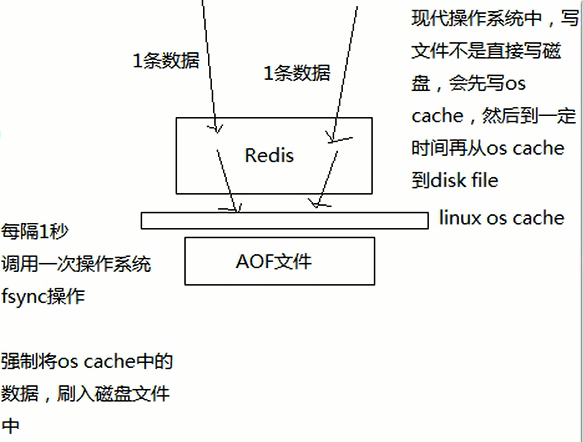 1条数据
1条数据
现代操作系统中，写
文件不是直接写磁
盘，会先写os
cache，然后到一定
时间再从os cache
到disk file
Redis
linux os cache
AOF文件
每隔1秒
调用一次操作系统
fsync操作
强制将os cache中的
数据，刷入磁盘文件
中